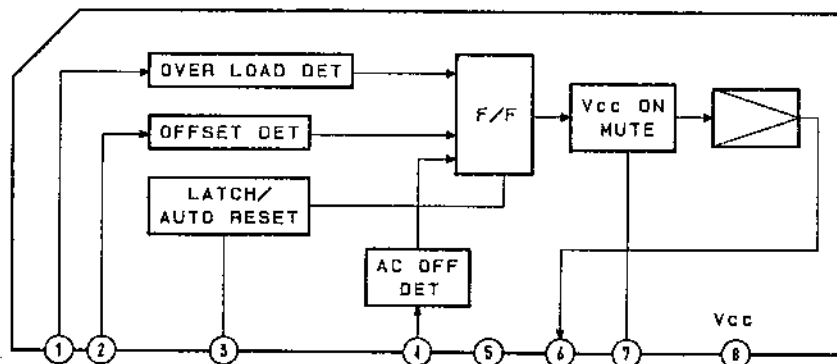 OVER LOAD DET
OFFSET DET
LATCH/
AUTO RESET
F/F
Vcc ON
MUTE
AC OFF
DET
Vcc
1 2 3 4 5 6 7 8